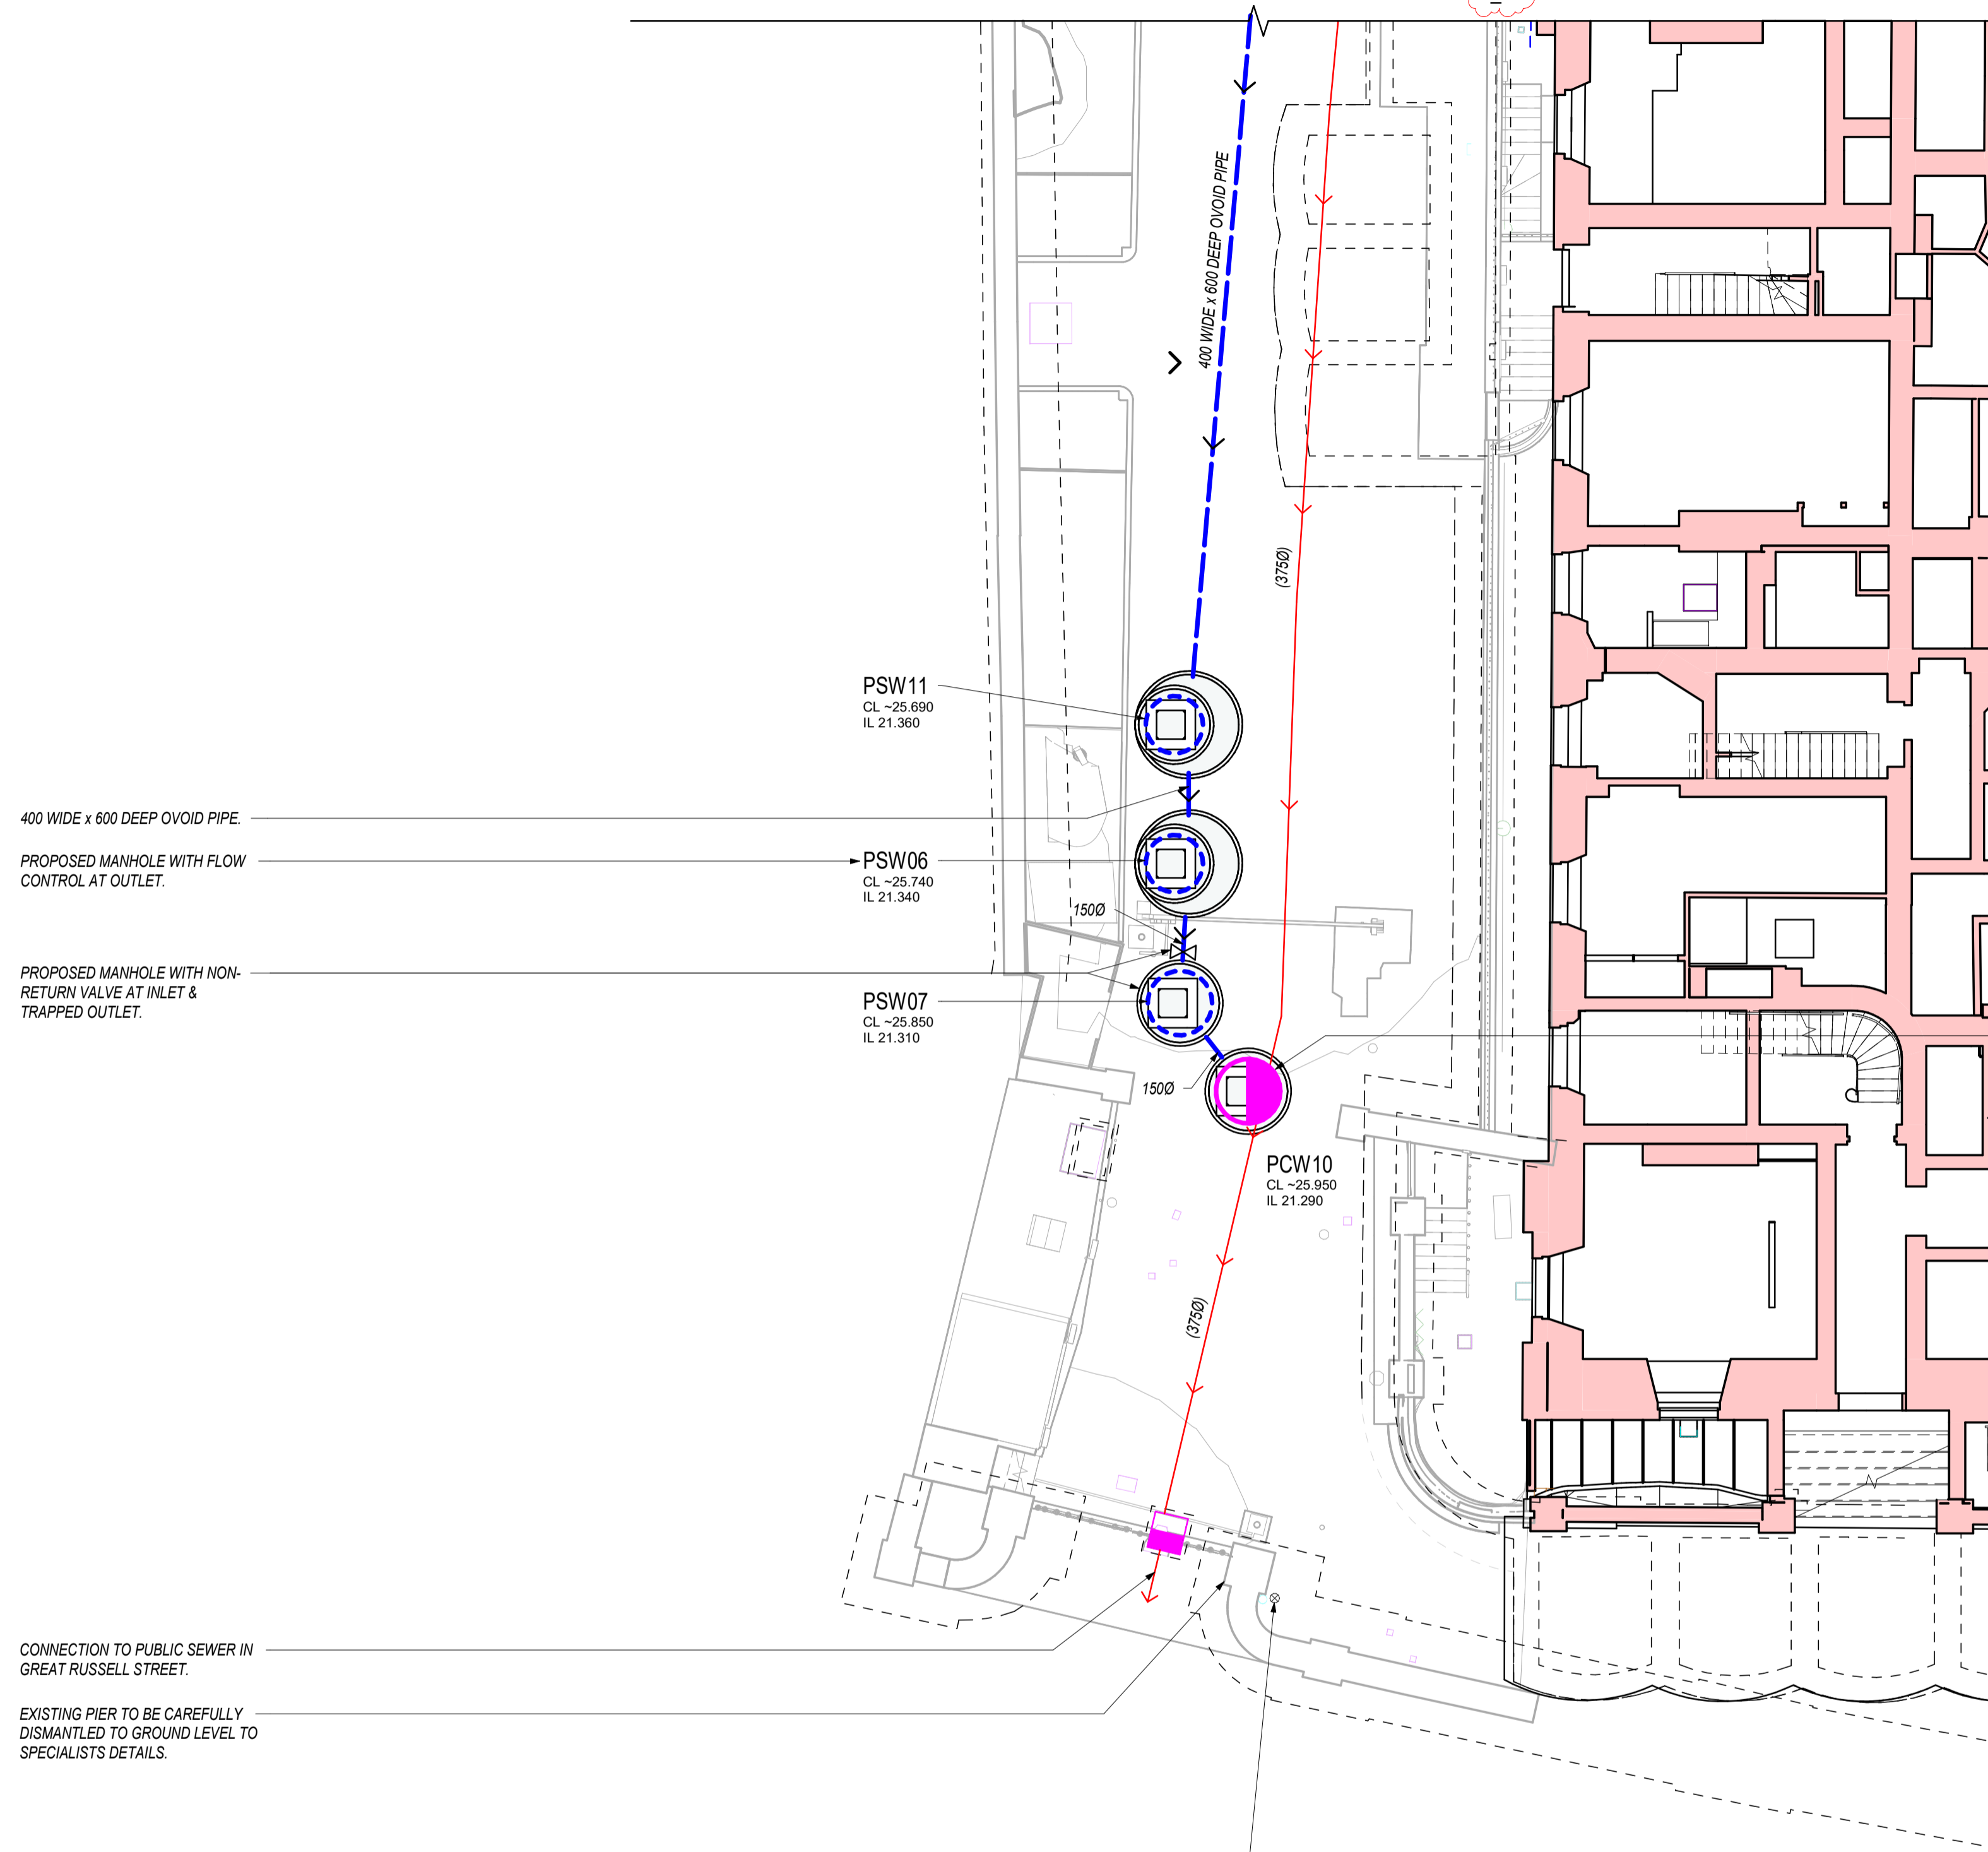 400 WIDE x 600 DEEP OVOID PIPE
(375Ø)
PSW11
CL ~25.690
IL 21.360
400 WIDE x 600 DEEP OVOID PIPE.
PROPOSED MANHOLE WITH FLOW
CONTROL AT OUTLET.
PSW06
CL ~25.740
IL 21.340
150Ø
PROPOSED MANHOLE WITH NON-
RETURN VALVE AT INLET &
TRAPPED OUTLET.
PSW07
CL ~25.850
IL 21.310
150Ø
PCW10
CL ~25.950
IL 21.290
(375Ø)
CONNECTION TO PUBLIC SEWER IN
GREAT RUSSELL STREET.
EXISTING PIER TO BE CAREFULLY
DISMANTLED TO GROUND LEVEL TO
SPECIALISTS DETAILS.